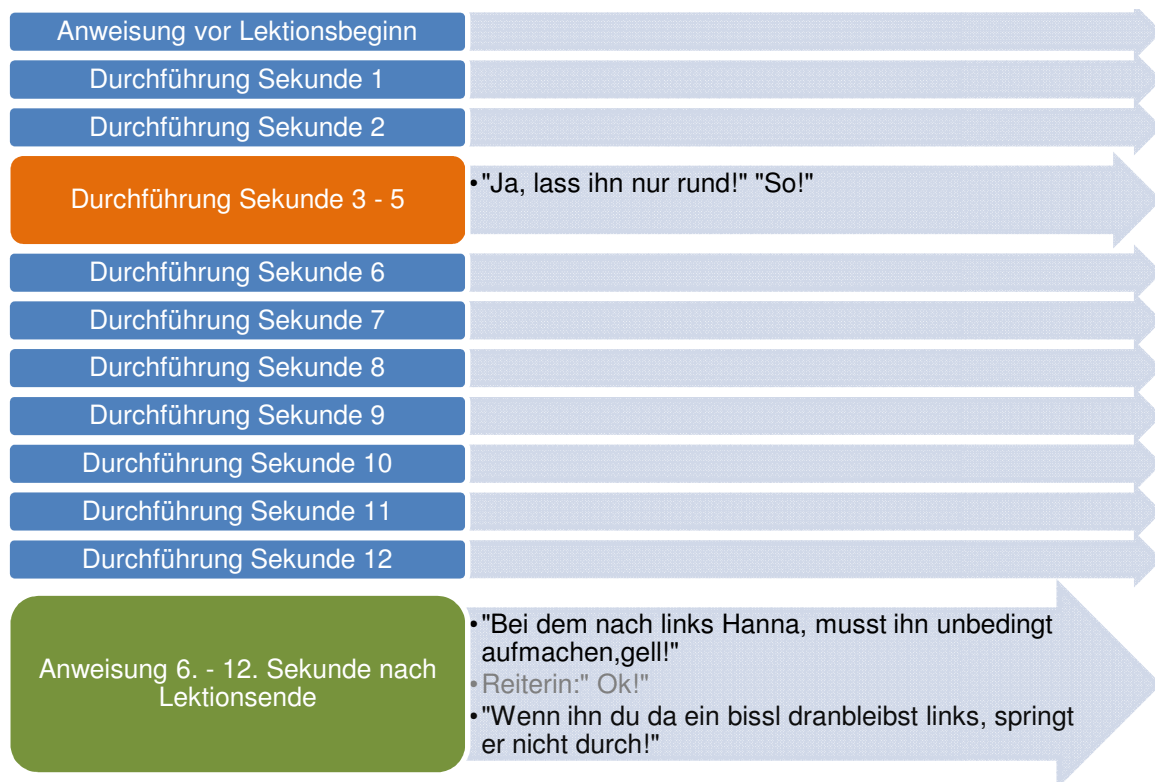 Anweisung vor Lektionsbeginn
Durchführung Sekunde 1
Durchführung Sekunde 2
Durchführung Sekunde 3 - 5
•"Ja, lass ihn nur rund!" "So!"
Durchführung Sekunde 6
Durchführung Sekunde 7
Durchführung Sekunde 8
Durchführung Sekunde 9
Durchführung Sekunde 10
Durchführung Sekunde 11
Durchführung Sekunde 12
Anweisung 6. - 12. Sekunde nach
Lektionsende
•"Bei dem nach links Hanna, musst ihn unbedingt
aufmachen,gell!"
•Reiterin:" Ok!"
•"Wenn ihn du da ein bissl dranbleibst links, springt
er nicht durch!"